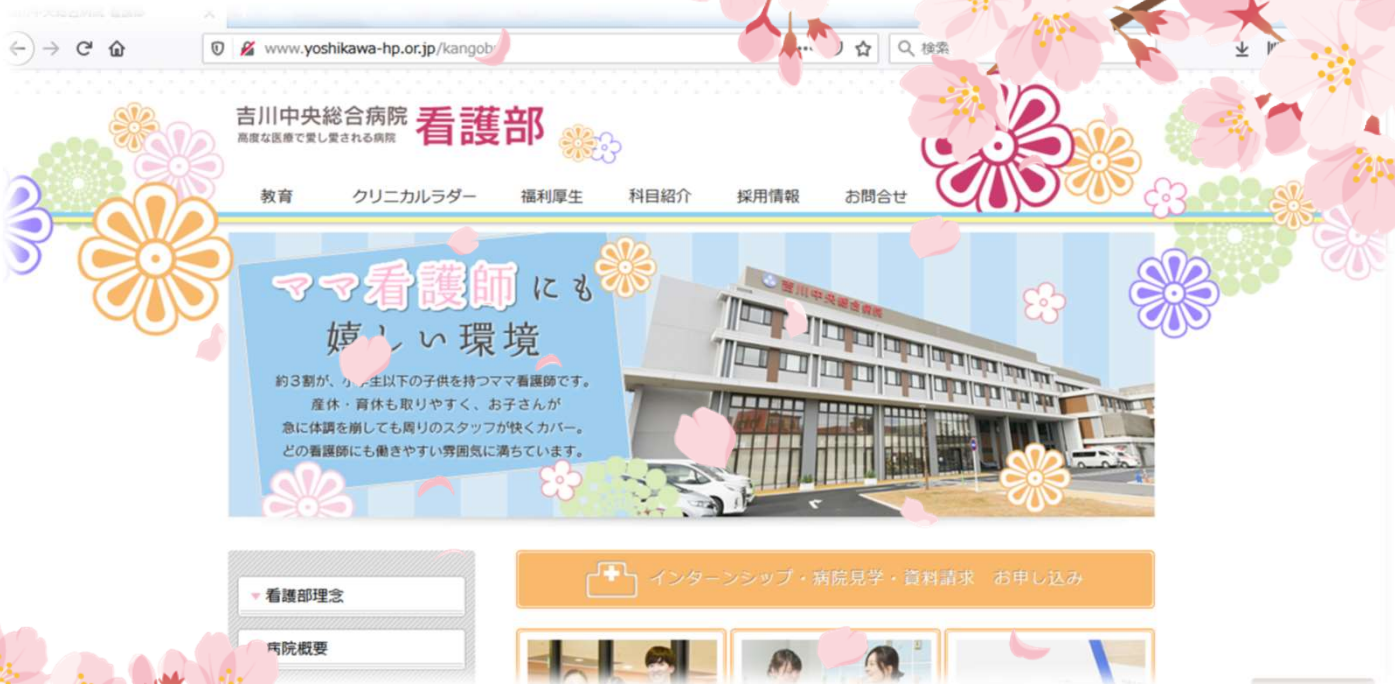 www.yoshikawa-hp.or.jp/kangob
検索
吉川中央総合病院 看護部
高度な医療で愛し愛される病院
教育 クリニカルラダー 福利厚生 科目紹介 採用情報 お問合せ
ママ看護師にも
嬉しい環境
約3割が、小学生以下の子供を持つママ看護師です。
産休・育休も取りやすく、お子さんが
急に体調を崩しても周りのスタッフが快くカバー。
どの看護師にも働きやすい雰囲気に満ちています。
吉川中央総合病院
インターンシップ・病院見学・資料請求 お申し込み
看護部理念
病院概要